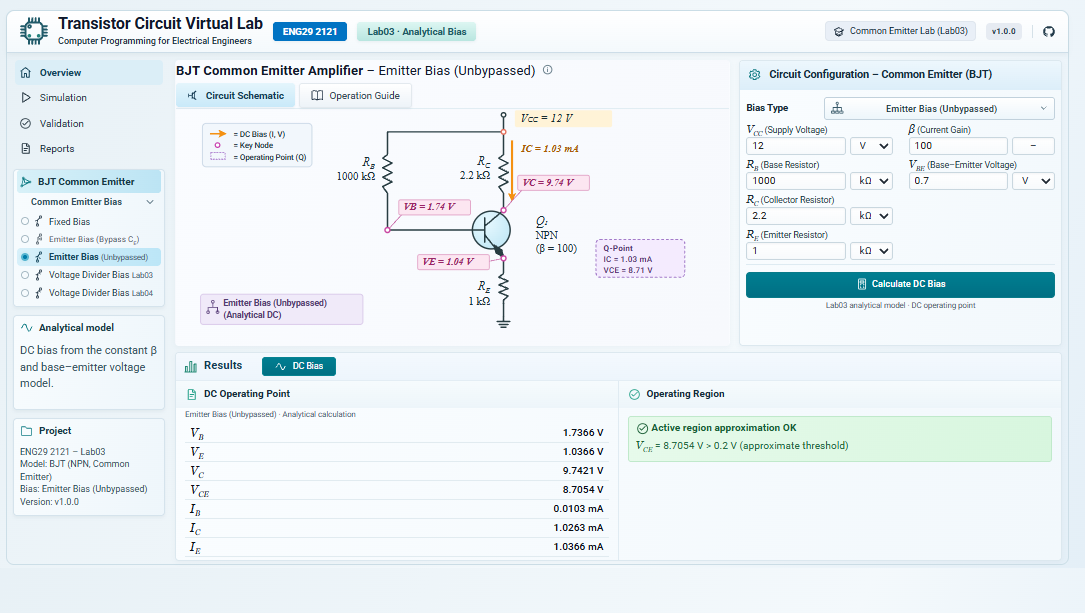 Transistor Circuit Virtual Lab
Computer Programming for Electrical Engineers
ENG29 2121
Lab03 · Analytical Bias
Common Emitter Lab (Lab03)
v1.0.0
Overview
Simulation
Validation
Reports
BJT Common Emitter
Common Emitter Bias
Fixed Bias
Emitter Bias (Bypass CE)
Emitter Bias (Unbypassed)
Voltage Divider Bias Lab03
Voltage Divider Bias Lab04
Analytical model
DC bias from the constant β
and base–emitter voltage
model.
Project
ENG29 2121 – Lab03
Model: BJT (NPN, Common
Emitter)
Bias: Emitter Bias (Unbypassed)
Version: v1.0.0
BJT Common Emitter Amplifier – Emitter Bias (Unbypassed)
Circuit Schematic
Operation Guide
= DC Bias (I, V)
= Key Node
= Operating Point (Q)
VCC = 12 V
IC = 1.03 mA
RB
1000 kΩ
RC
2.2 kΩ
VC = 9.74 V
VB = 1.74 V
Q1
NPN
(β = 100)
VE = 1.04 V
Q-Point
IC = 1.03 mA
VCE = 8.71 V
RE
1 kΩ
Emitter Bias (Unbypassed)
(Analytical DC)
Circuit Configuration – Common Emitter (BJT)
Bias Type
Emitter Bias (Unbypassed)
VCC (Supply Voltage)
12
V
β (Current Gain)
100
–
RB (Base Resistor)
1000
kΩ
VBE (Base–Emitter Voltage)
0.7
V
RC (Collector Resistor)
2.2
kΩ
RE (Emitter Resistor)
1
kΩ
Calculate DC Bias
Lab03 analytical model · DC operating point
Results
DC Bias
DC Operating Point
Emitter Bias (Unbypassed) · Analytical calculation
VB 1.7366 V
VE 1.0366 V
VC 9.7421 V
VCE 8.7054 V
IB 0.0103 mA
IC 1.0263 mA
IE 1.0366 mA
Operating Region
Active region approximation OK
VCE = 8.7054 V > 0.2 V (approximate threshold)